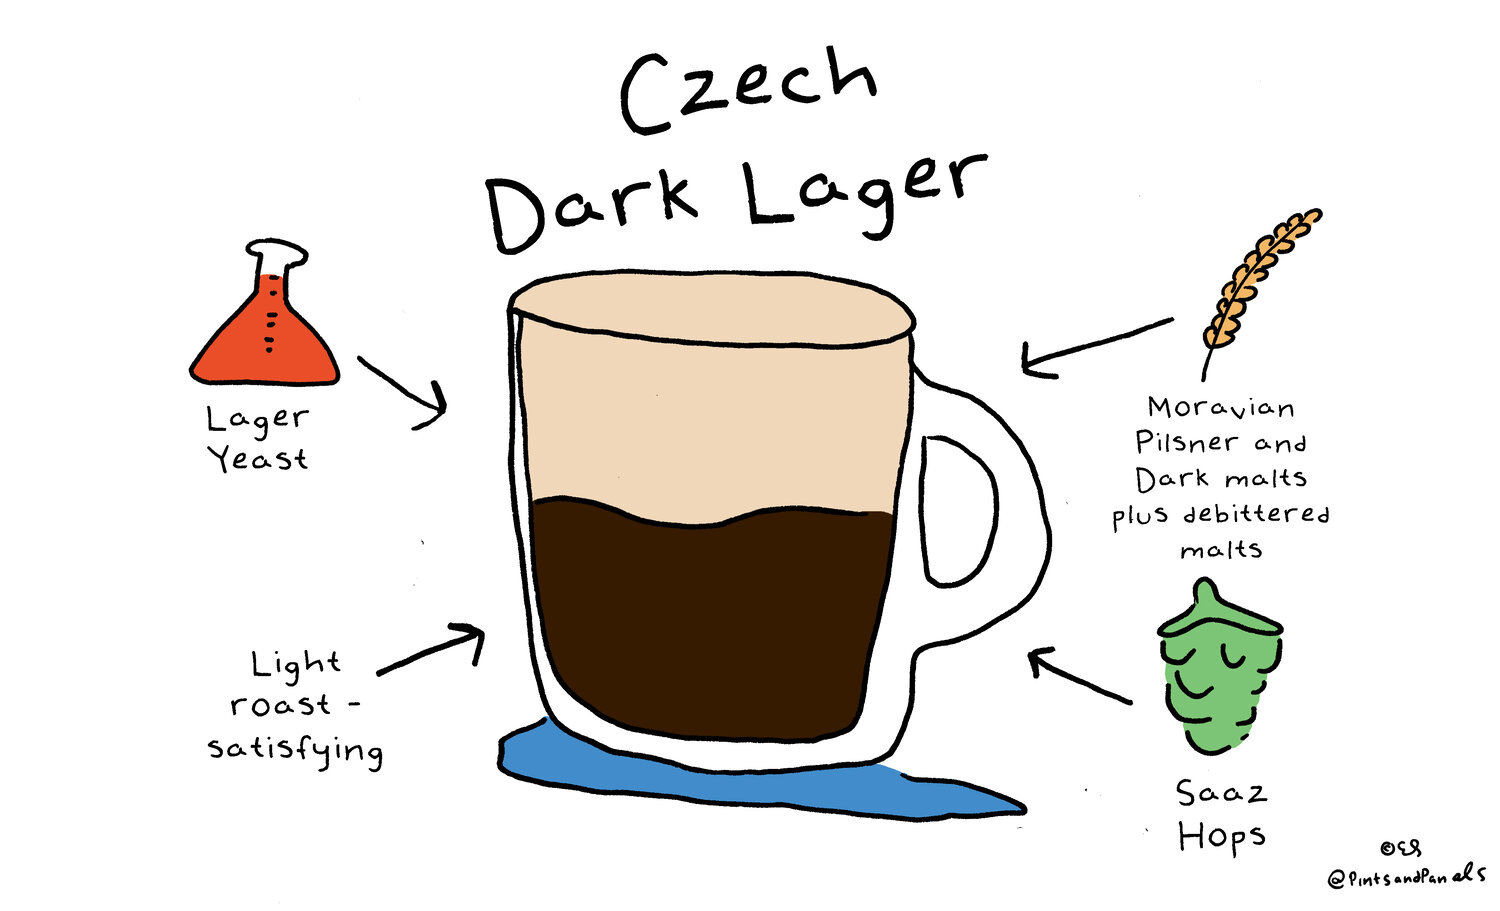 Czech
Dark Lager
Lager
Yeast
Moravian
Pilsner and
Dark malts
plus debittered
malts
Light
roast -
satisfying
Saaz
Hops
©ES
@PintsandPanels